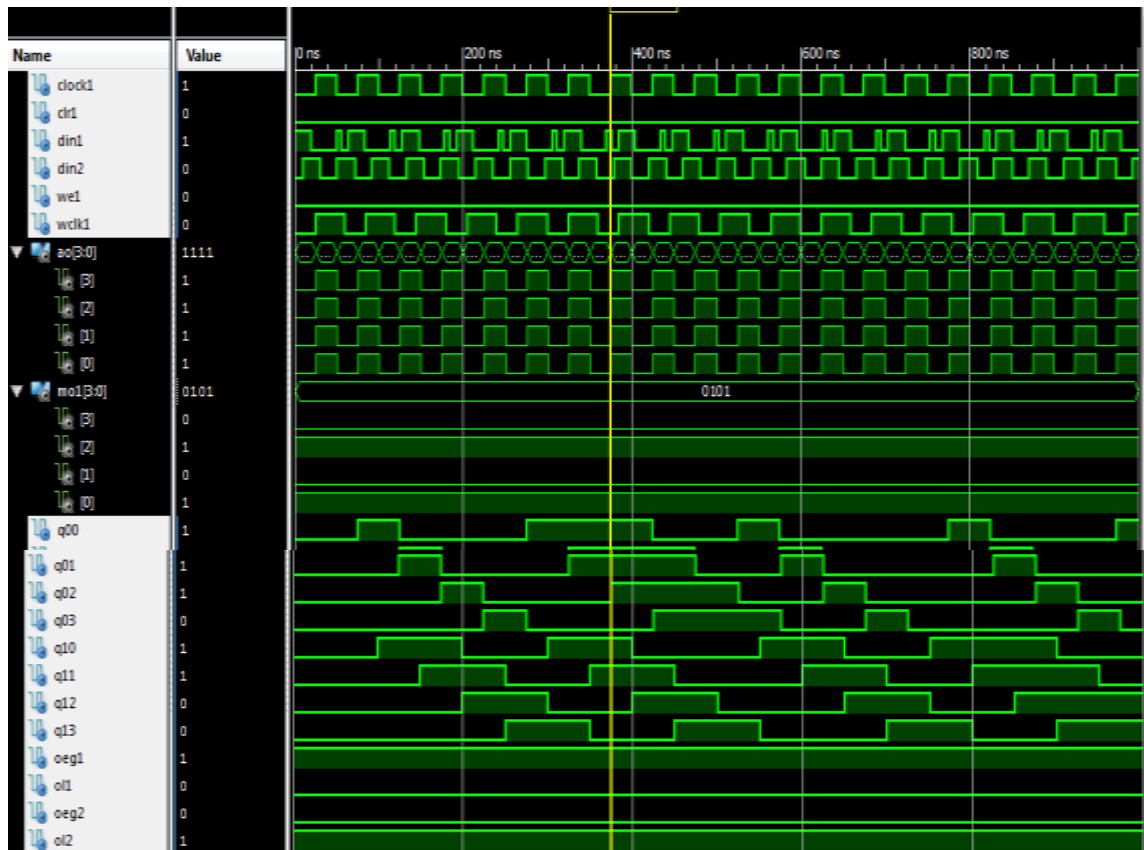 Name Value 0 ns 200 ns 400 ns 600 ns 800 ns
clock1 1
clr1 0
din1 1
din2 0
we1 0
wclk1 0
ao[3:0] 1111
[3] 1
[2] 1
[1] 1
[0] 1
mo1[3:0] 0101 0101
[3] 0
[2] 1
[1] 0
[0] 1
q00 1
q01 1
q02 1
q03 0
q10 1
q11 1
q12 0
q13 0
oeg1 1
ol1 0
oeg2 0
ol2 1